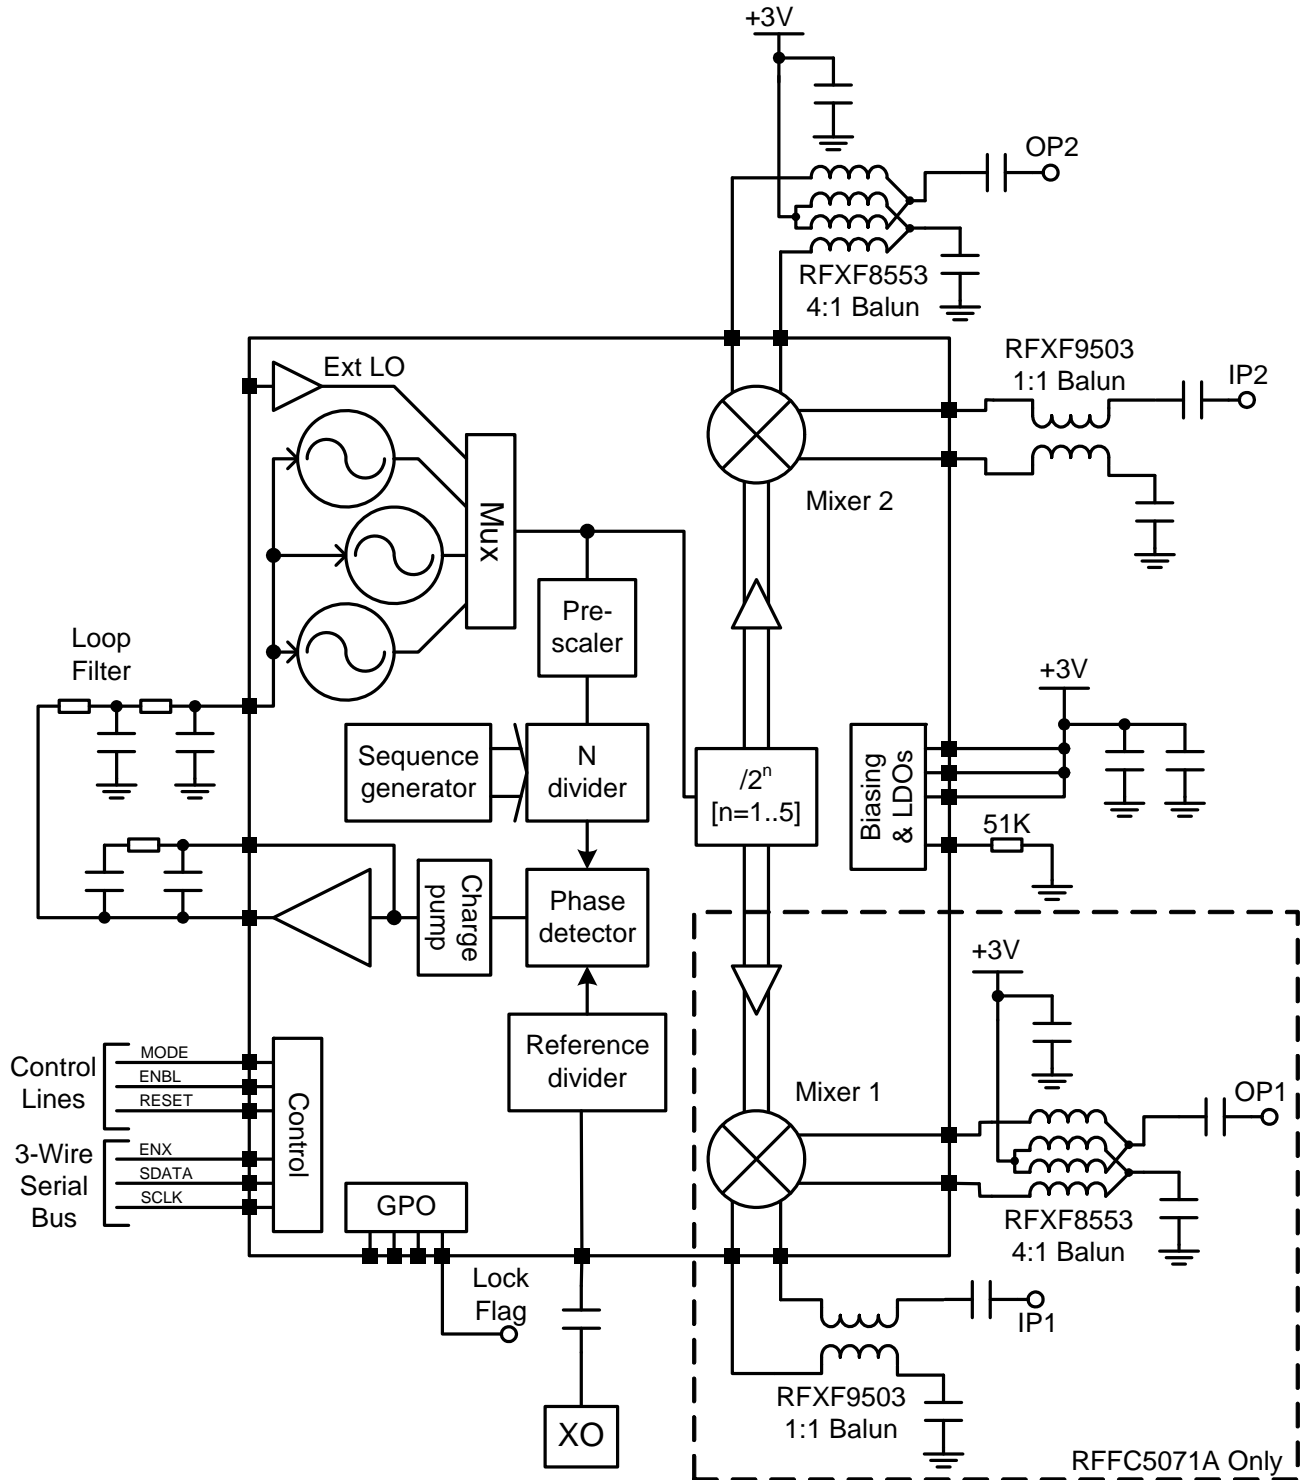 +3V
OP2
RFXF8553
4:1 Balun
RFXF9503
1:1 Balun
IP2
Ext LO
Mux
Mixer 2
Pre-
scaler
Loop
Filter
+3V
Sequence
generator
N
divider
/2ⁿ
[n=1..5]
Biasing
& LDOs
51K
Charge
pump
Phase
detector
+3V
Reference
divider
Control
Lines
MODE
ENBL
RESET
Control
3-Wire
Serial
Bus
ENX
SDATA
SCLK
Mixer 1
OP1
RFXF8553
4:1 Balun
GPO
Lock
Flag
IP1
RFXF9503
1:1 Balun
XO
RFFC5071A Only